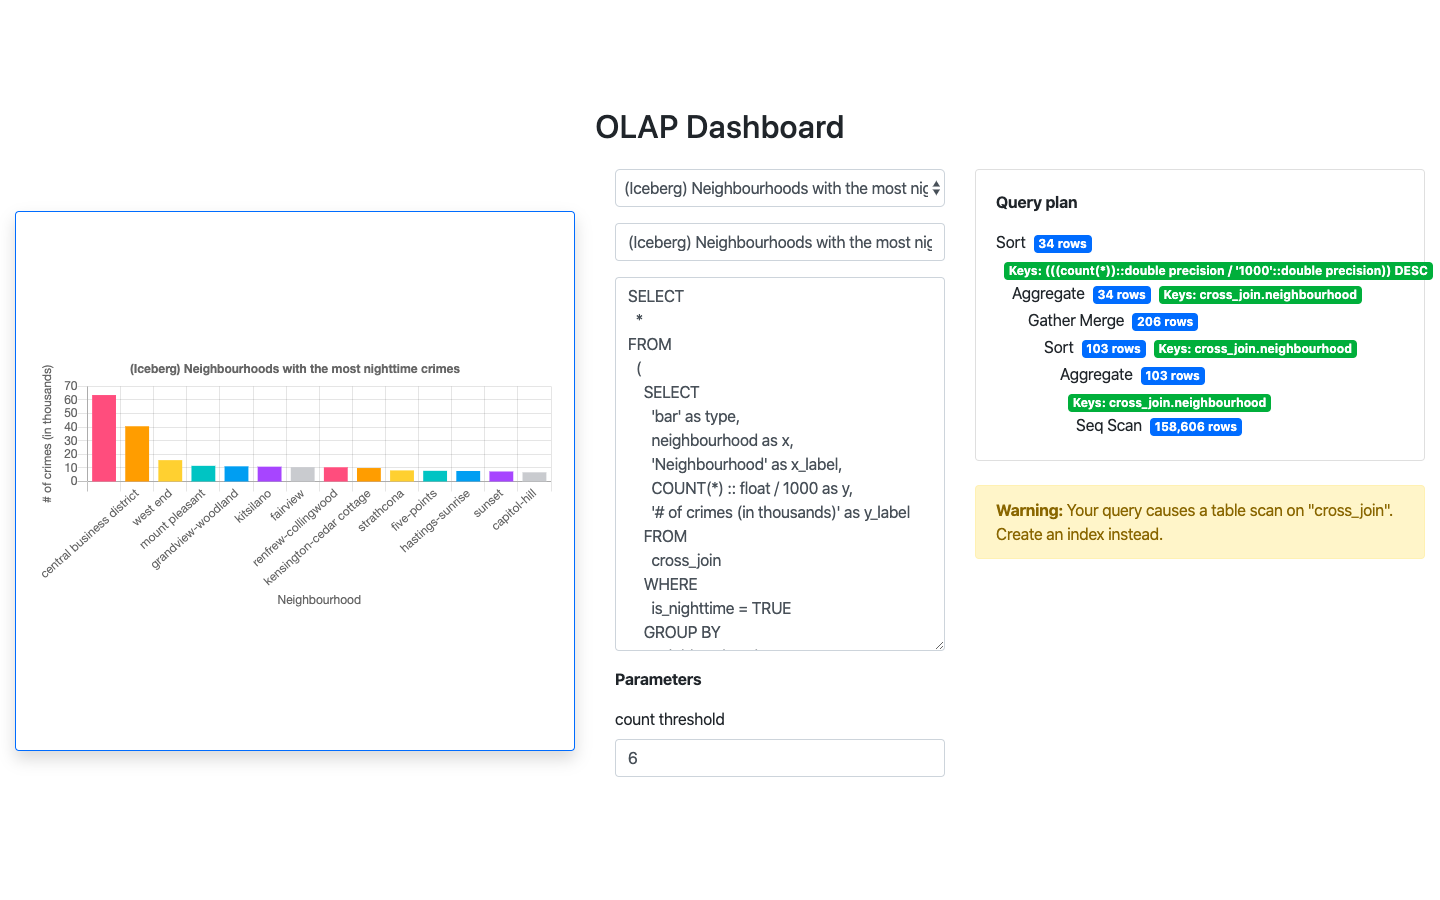 OLAP Dashboard
(Iceberg) Neighbourhoods with the most nighttime crimes
# of crimes (in thousands)
70
60
50
40
30
20
10
0
central business district
west end
mount pleasant
grandview-woodland
kitsilano
fairview
renfrew-collingwood
kensington-cedar cottage
strathcona
five-points
hastings-sunrise
sunset
capitol-hill
Neighbourhood
(Iceberg) Neighbourhoods with the most
(Iceberg) Neighbourhoods with the most
SELECT
*
FROM
(
SELECT
'bar' as type,
neighbourhood as x,
'Neighbourhood' as x_label,
COUNT(*) :: float / 1000 as y,
'# of crimes (in thousands)' as y_label
FROM
cross_join
WHERE
is_nighttime = TRUE
GROUP BY
Parameters
count threshold
6
Query plan
Sort 34 rows
Keys: (((count(*))::double precision / '1000'::double precision)) DESC
Aggregate 34 rows Keys: cross_join.neighbourhood
Gather Merge 206 rows
Sort 103 rows Keys: cross_join.neighbourhood
Aggregate 103 rows
Keys: cross_join.neighbourhood
Seq Scan 158,606 rows
Warning: Your query causes a table scan on "cross_join".
Create an index instead.